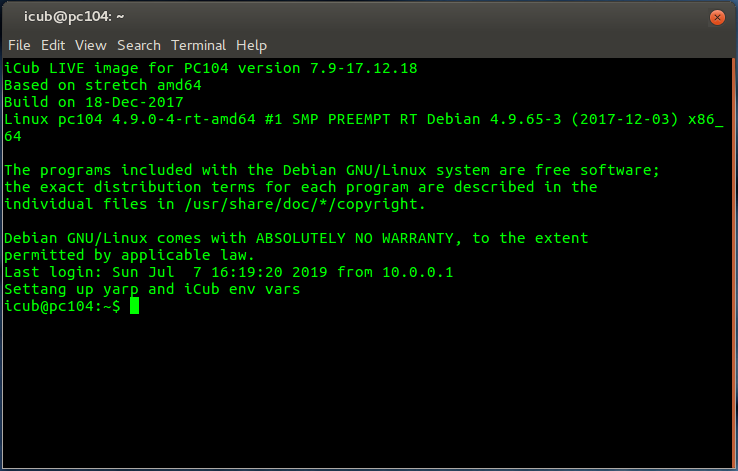 icub@pc104: ~
File Edit View Search Terminal Help
iCub LIVE image for PC104 version 7.9-17.12.18
Based on stretch amd64
Build on 18-Dec-2017
Linux pc104 4.9.0-4-rt-amd64 #1 SMP PREEMPT RT Debian 4.9.65-3 (2017-12-03) x86_
64
The programs included with the Debian GNU/Linux system are free software;
the exact distribution terms for each program are described in the
individual files in /usr/share/doc/*/copyright.
Debian GNU/Linux comes with ABSOLUTELY NO WARRANTY, to the extent
permitted by applicable law.
Last login: Sun Jul  7 16:19:20 2019 from 10.0.0.1
Settang up yarp and iCub env vars
icub@pc104:~$